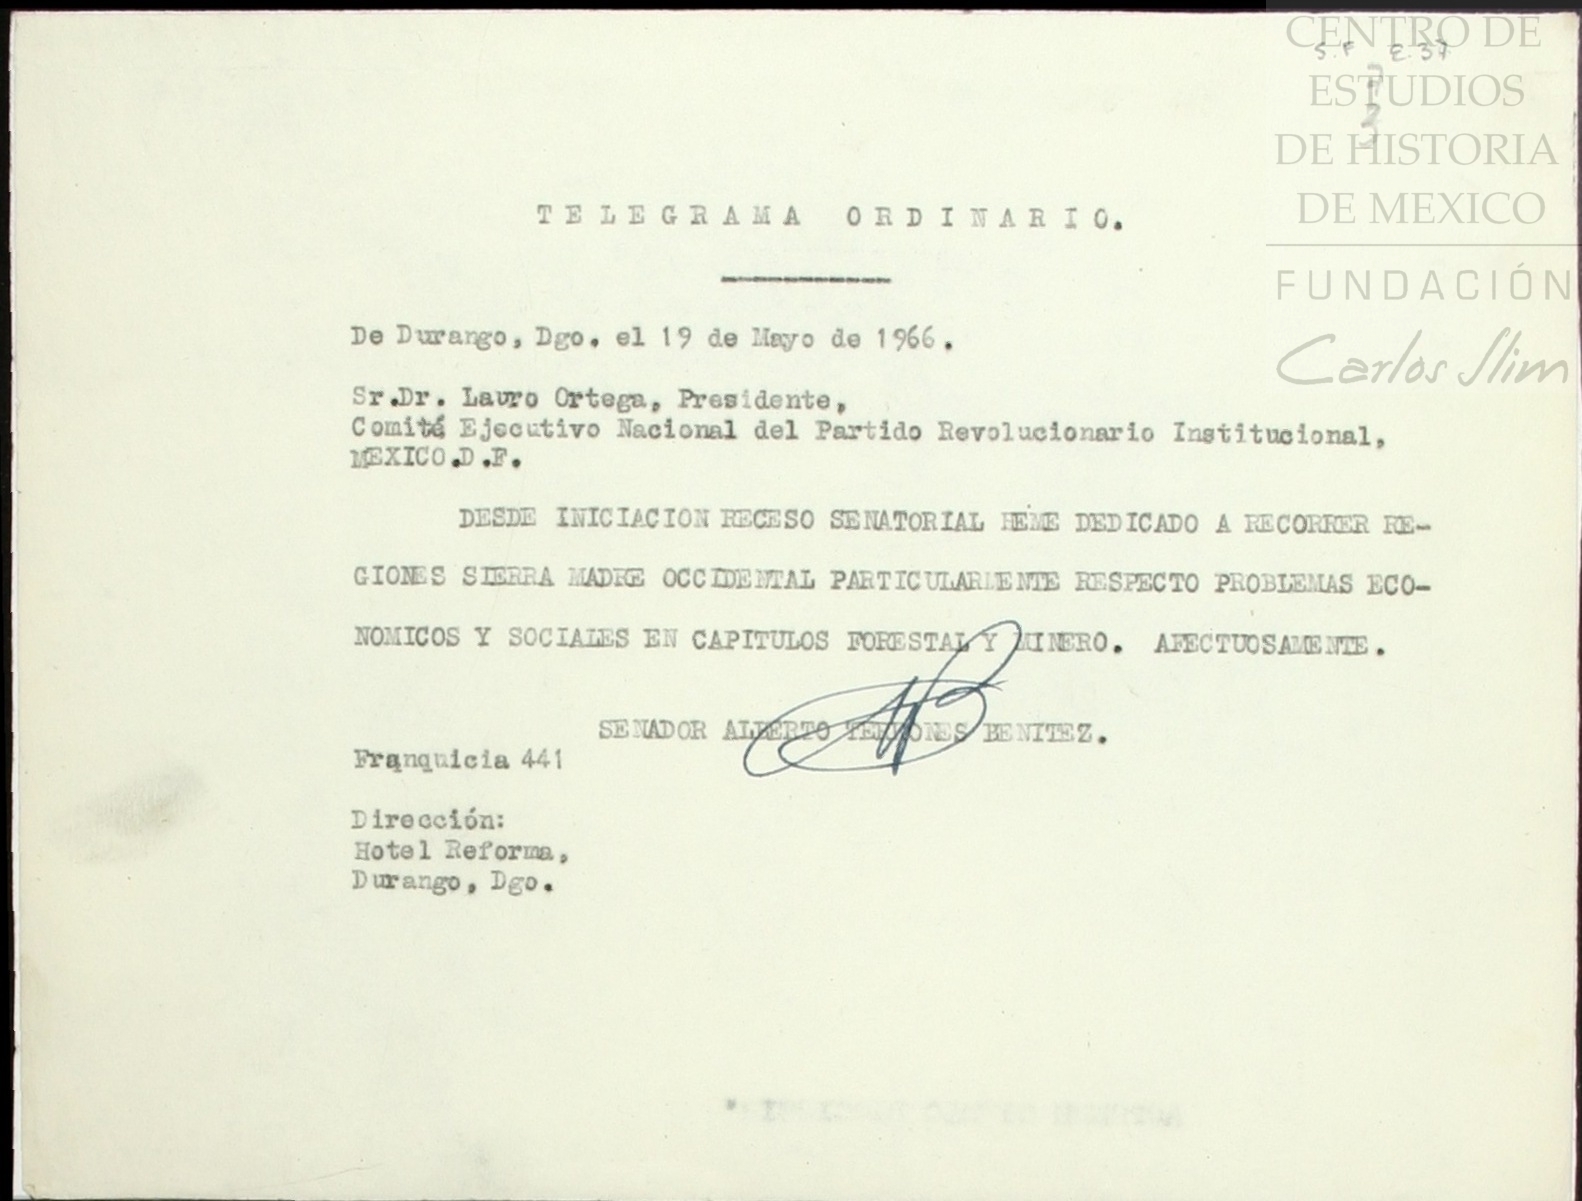 CENTRO DE
ESTUDIOS
DE HISTORIA
DE MEXICO
FUNDACIÓN
Carlos Slim
S.F E.37
TELEGRAMA ORDINARIO.
De Durango, Dgo. el 19 de Mayo de 1966.
Sr.Dr. Lauro Ortega, Presidente,
Comité Ejecutivo Nacional del Partido Revolucionario Institucional,
MEXICO.D.F.
DESDE INICIACION RECESO SENATORIAL HEME DEDICADO A RECORRER RE-
GIONES SIERRA MADRE OCCIDENTAL PARTICULARMENTE RESPECTO PROBLEMAS ECO-
NOMICOS Y SOCIALES EN CAPITULOS FORESTAL Y MINERO. AFECTUOSAMENTE.
SENADOR ALBERTO TERRONES BENITEZ.
Franquicia 441
Dirección:
Hotel Reforma,
Durango, Dgo.